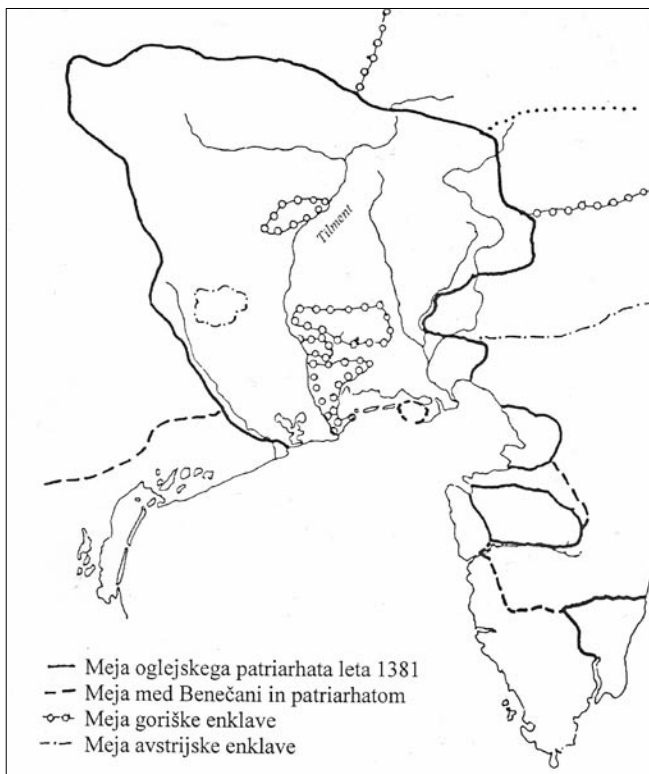 Tilment
Meja oglejskega patriarhata leta 1381
Meja med Benečani in patriarhatom
Meja goriške enklave
Meja avstrijske enklave